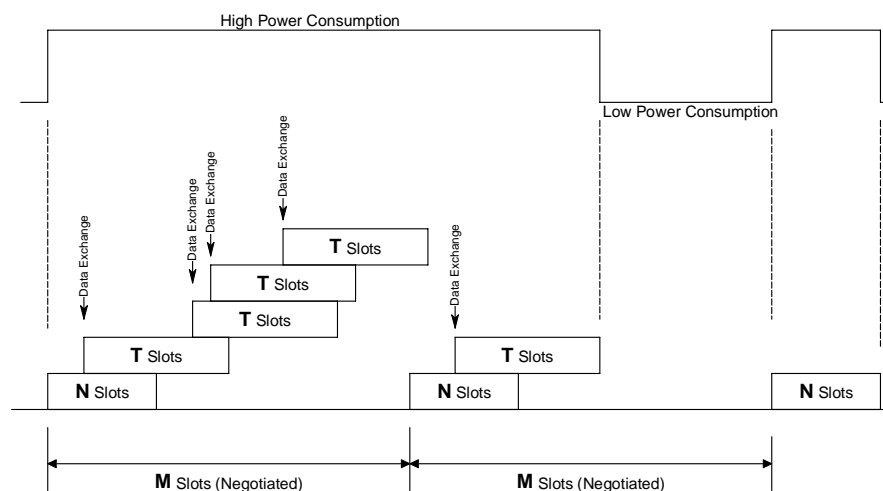 High Power Consumption
Low Power Consumption
Data Exchange
Data Exchange
Data Exchange
Data Exchange
Data Exchange
T Slots
T Slots
T Slots
T Slots
T Slots
N Slots
N Slots
N Slots
M Slots (Negotiated)
M Slots (Negotiated)